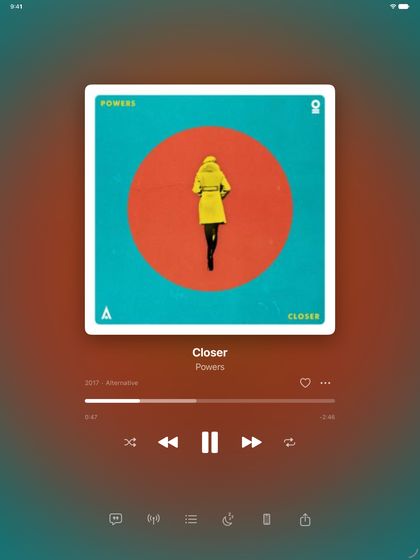 9:41
POWERS
CLOSER
Closer
Powers
2017 · Alternative
0:47
-2:46